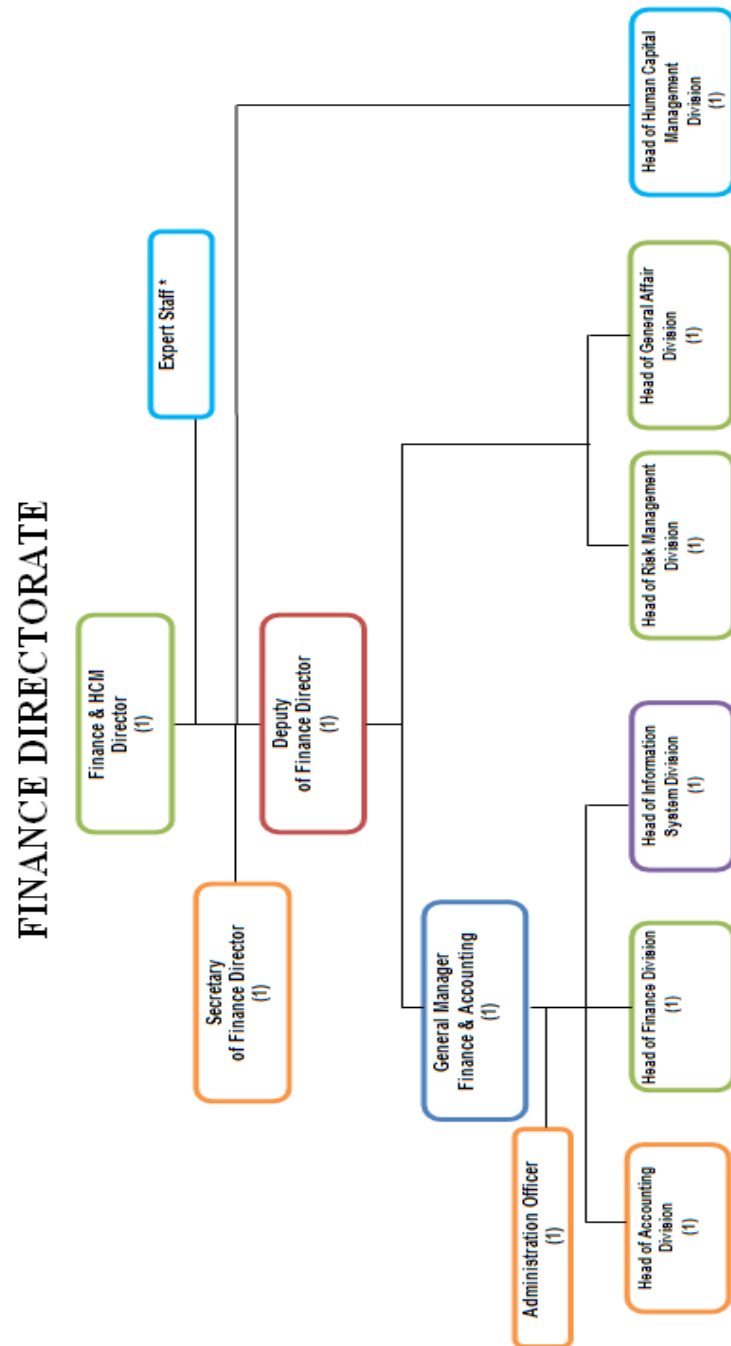 FINANCE DIRECTORATE
Finance & HCM
Director
(1)
Expert Staff *
Secretary
of Finance Director
(1)
Deputy
of Finance Director
(1)
General Manager
Finance & Accounting
(1)
Administration Officer
(1)
Head of Accounting
Division
(1)
Head of Finance Division
(1)
Head of Information
System Division
(1)
Head of Risk Management
Division
(1)
Head of General Affair
Division
(1)
Head of Human Capital
Management
Division
(1)